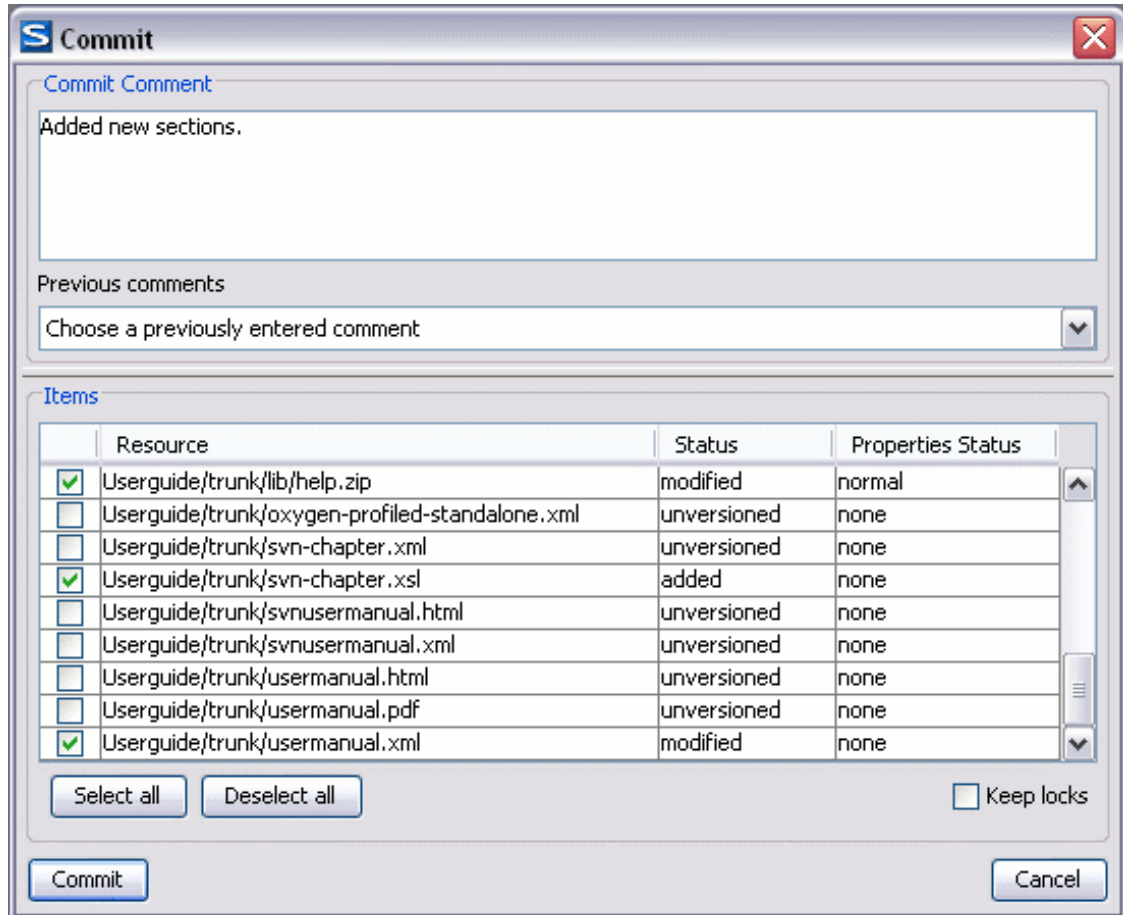 S Commit
Commit Comment
Added new sections.
Previous comments
Choose a previously entered comment
Items
Resource Status Properties Status
Userguide/trunk/lib/help.zip modified normal
Userguide/trunk/oxygen-profiled-standalone.xml unversioned none
Userguide/trunk/svn-chapter.xml unversioned none
Userguide/trunk/svn-chapter.xsl added none
Userguide/trunk/svnusermanual.html unversioned none
Userguide/trunk/svnusermanual.xml unversioned none
Userguide/trunk/usermanual.html unversioned none
Userguide/trunk/usermanual.pdf unversioned none
Userguide/trunk/usermanual.xml modified none
Select all Deselect all Keep locks
Commit Cancel